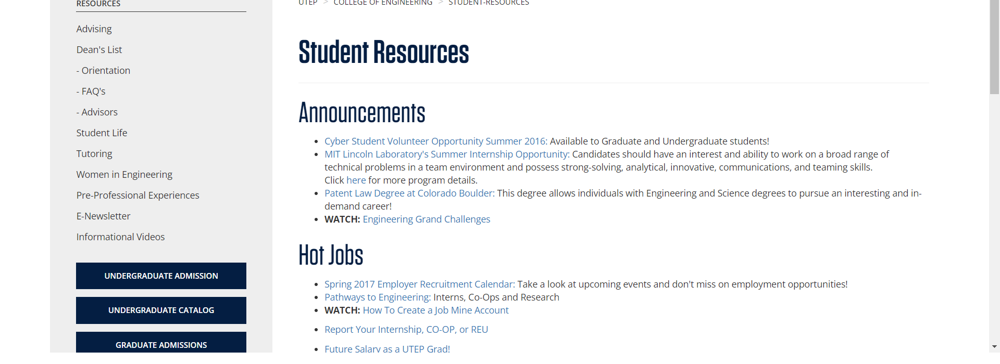 RESOURCES
Advising
Dean's List
- Orientation
- FAQ's
- Advisors
Student Life
Tutoring
Women in Engineering
Pre-Professional Experiences
E-Newsletter
Informational Videos
UNDERGRADUATE ADMISSION
UNDERGRADUATE CATALOG
GRADUATE ADMISSIONS
UTEP > COLLEGE OF ENGINEERING > STUDENT-RESOURCES
Student Resources
Announcements
• Cyber Student Volunteer Opportunity Summer 2016: Available to Graduate and Undergraduate students!
• MIT Lincoln Laboratory's Summer Internship Opportunity: Candidates should have an interest and ability to work on a broad range of
technical problems in a team environment and possess strong-solving, analytical, innovative, communications, and teaming skills.
Click here for more program details.
• Patent Law Degree at Colorado Boulder: This degree allows individuals with Engineering and Science degrees to pursue an interesting and in-
demand career!
• WATCH: Engineering Grand Challenges
Hot Jobs
• Spring 2017 Employer Recruitment Calendar: Take a look at upcoming events and don't miss on employment opportunities!
• Pathways to Engineering: Interns, Co-Ops and Research
• WATCH: How To Create a Job Mine Account
• Report Your Internship, CO-OP, or REU
• Future Salary as a UTEP Grad!